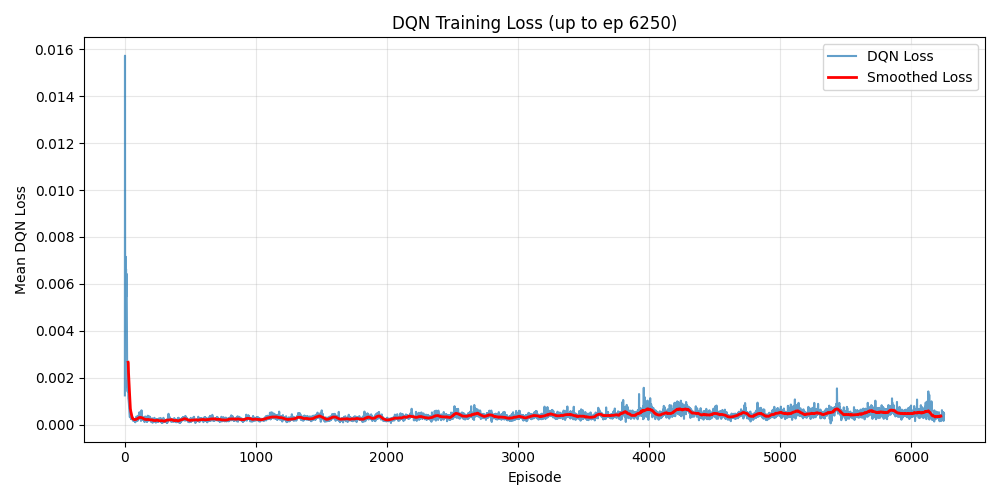 DQN Training Loss (up to ep 6250)
DQN Loss
Smoothed Loss
Mean DQN Loss
0.016
0.014
0.012
0.010
0.008
0.006
0.004
0.002
0.000
0 1000 2000 3000 4000 5000 6000
Episode